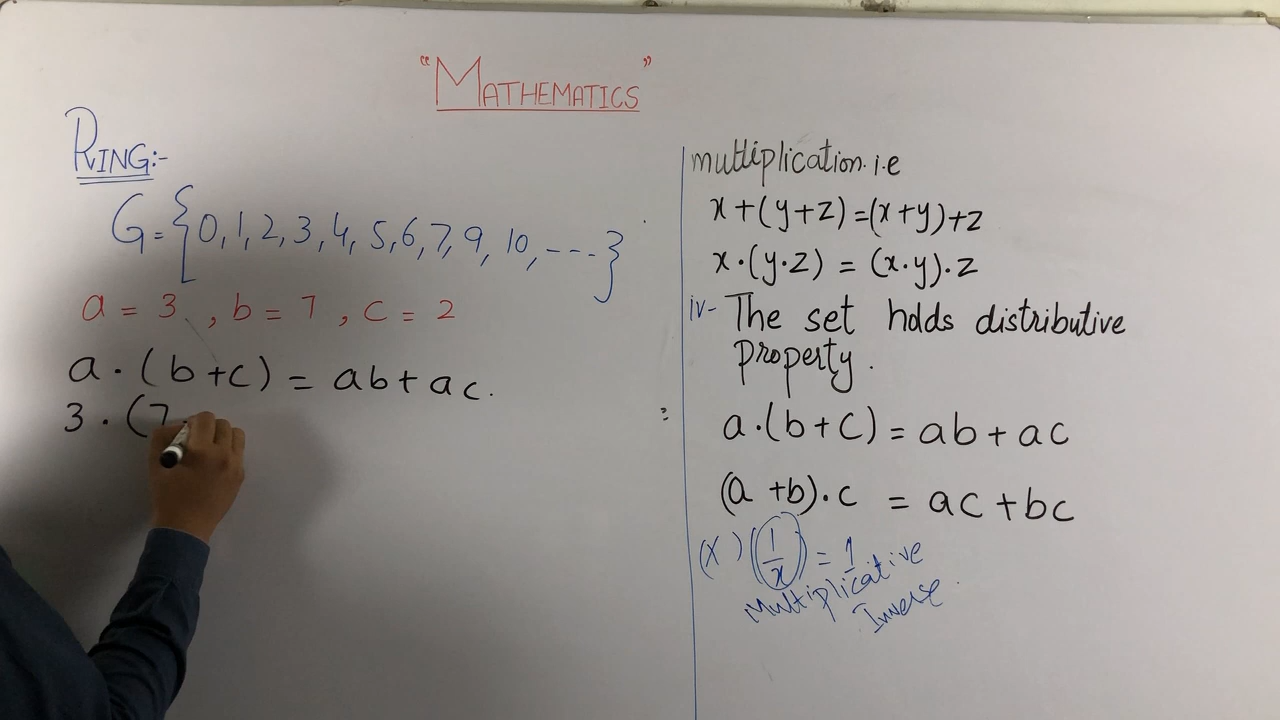 "MATHEMATICS"
RING:-
G={0,1,2,3,4,5,6,7,9,10,---}
a = 3 , b = 7 , c = 2
a·(b+c) = ab+ac.
3·(7
multiplication. i.e
x+(y+z)=(x+y)+z
x·(y·z) = (x·y)·z
iv- The set holds distributive
property.
a·(b+c) = ab+ac
(a+b)·c = ac+bc
(x)(1/x) = 1
Multiplicative
Inverse.